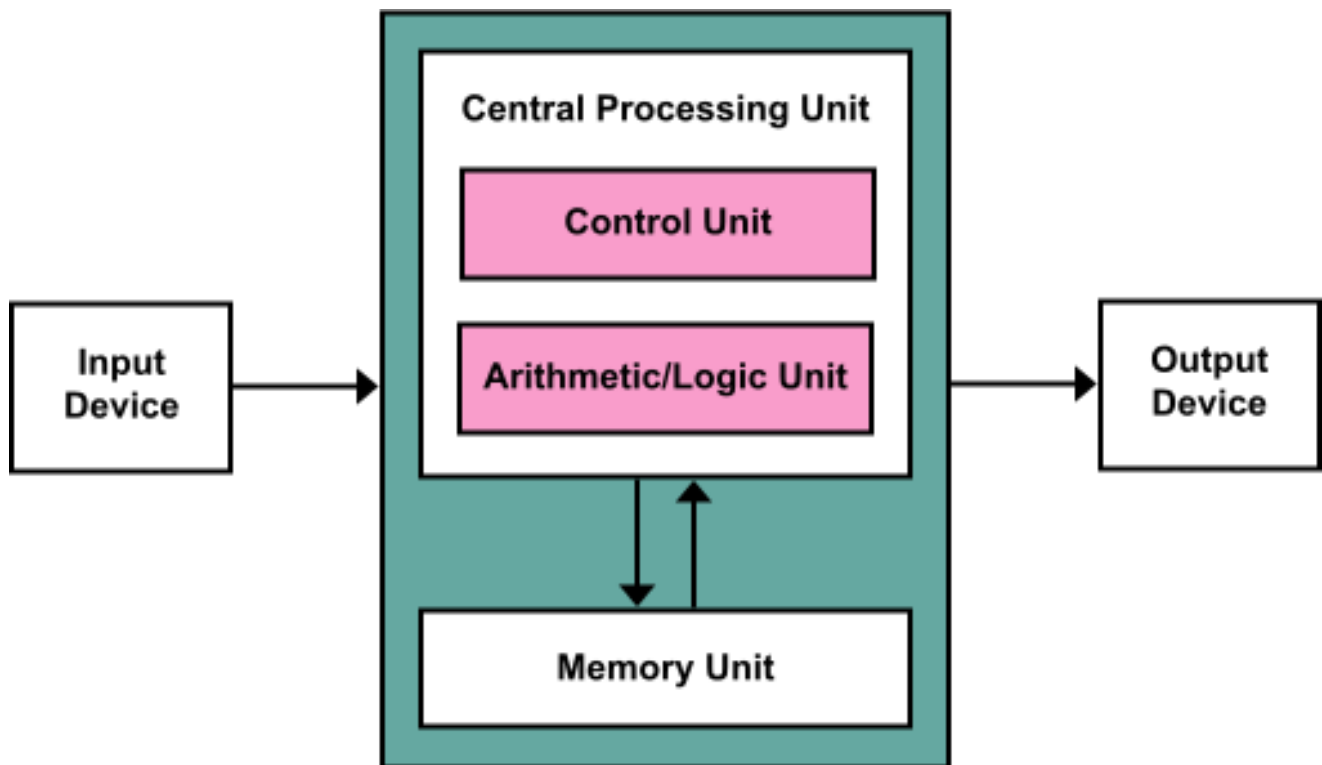 Central Processing Unit
Control Unit
Arithmetic/Logic Unit
Input
Device
Output
Device
Memory Unit